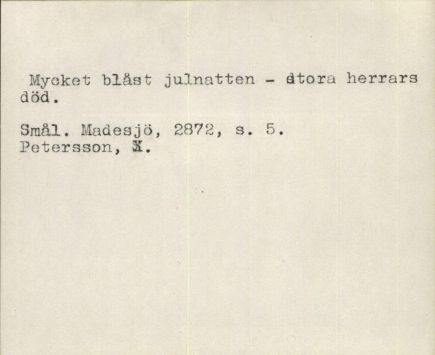 Mycket blåst julnatten - stora herrars
död.
Smål. Madesjö, 2872, s. 5.
Petersson,